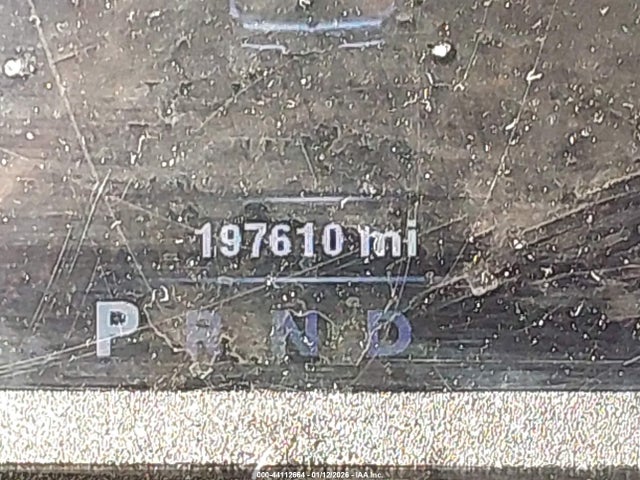 197610 mi
P R N D
000-44112664 - 01/12/2026 - IAA Inc.